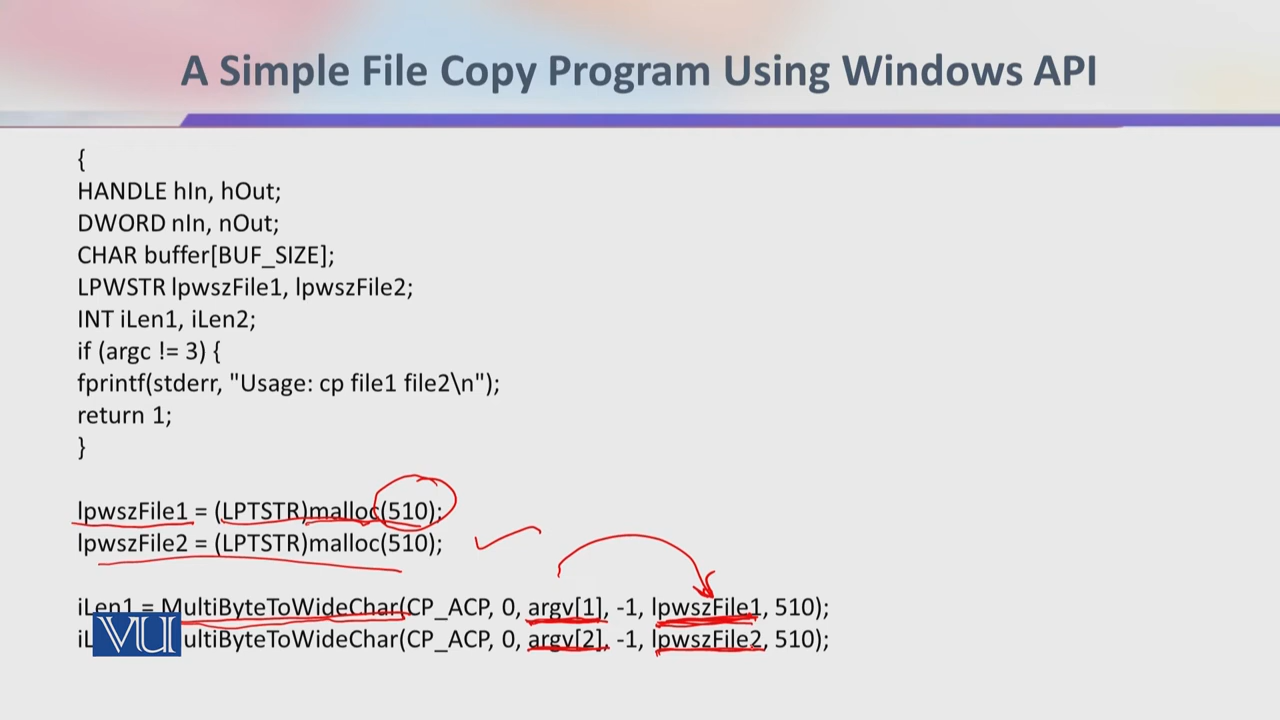 A Simple File Copy Program Using Windows API
{
HANDLE hIn, hOut;
DWORD nIn, nOut;
CHAR buffer[BUF_SIZE];
LPWSTR lpwszFile1, lpwszFile2;
INT iLen1, iLen2;
if (argc != 3) {
fprintf(stderr, "Usage: cp file1 file2\n");
return 1;
}
lpwszFile1 = (LPTSTR)malloc(510);
lpwszFile2 = (LPTSTR)malloc(510);
iLen1 = MultiByteToWideChar(CP_ACP, 0, argv[1], -1, lpwszFile1, 510);
iL ultiByteToWideChar(CP_ACP, 0, argv[2], -1, lpwszFile2, 510);
VU